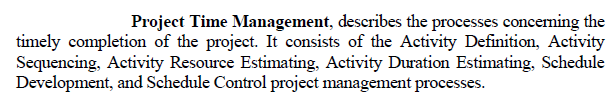 Project Time Management, describes the processes concerning the
timely completion of the project. It consists of the Activity Definition, Activity
Sequencing, Activity Resource Estimating, Activity Duration Estimating, Schedule
Development, and Schedule Control project management processes.